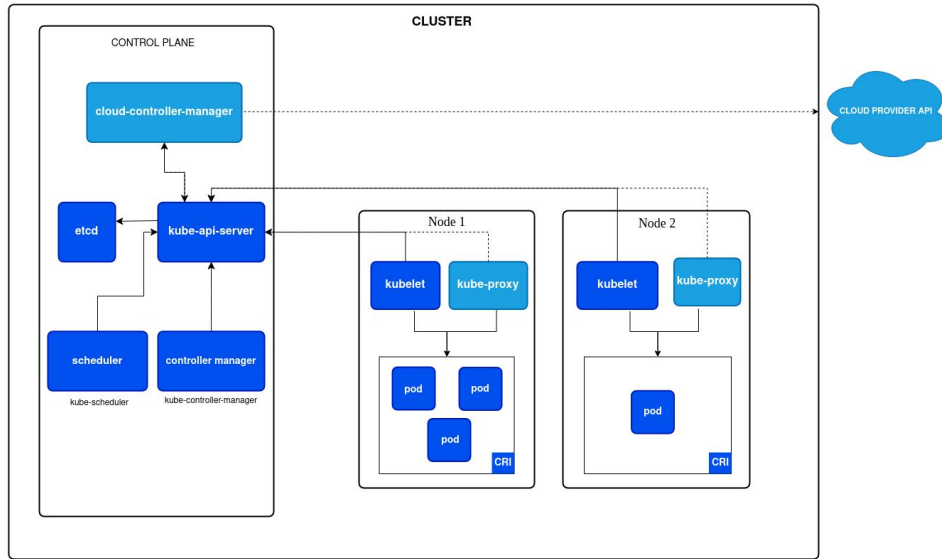 CLUSTER
CONTROL PLANE
cloud-controller-manager
CLOUD PROVIDER API
etcd
kube-api-server
scheduler
controller manager
kube-scheduler
kube-controller-manager
Node 1
kubelet
kube-proxy
pod
pod
pod
CRI
Node 2
kubelet
kube-proxy
pod
CRI